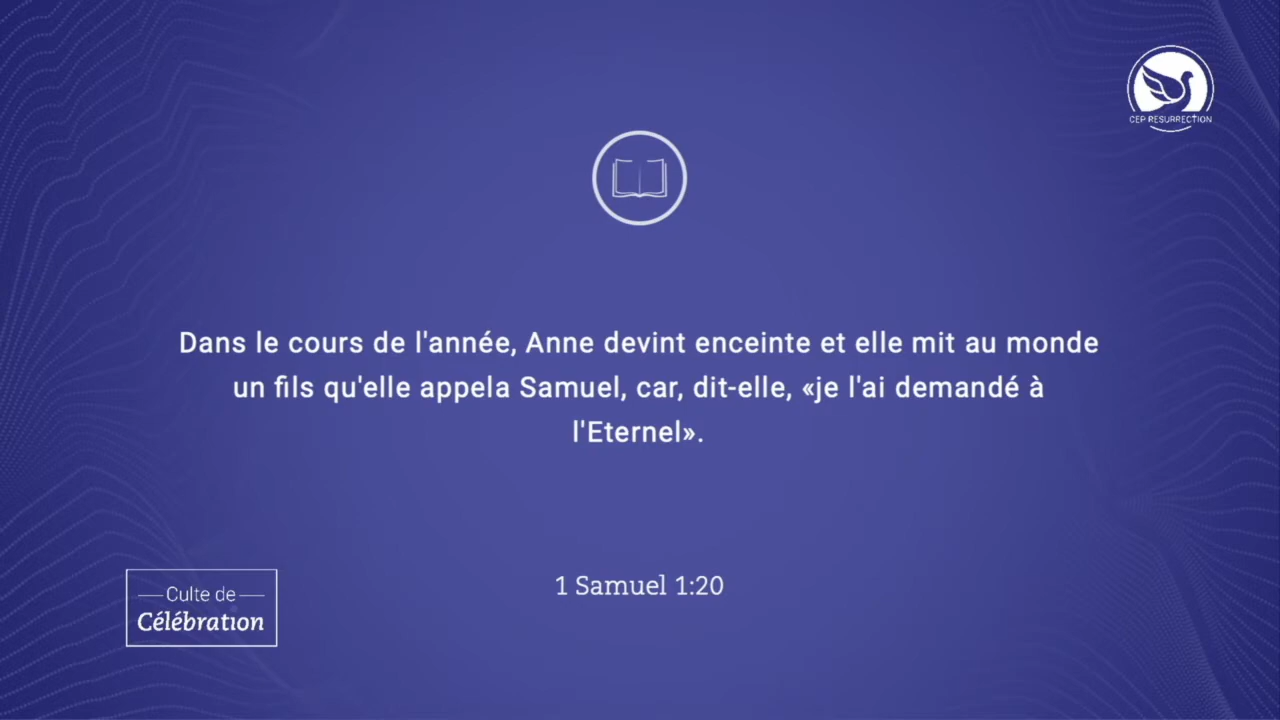 CEP RESURRECTION
Dans le cours de l'année, Anne devint enceinte et elle mit au monde
un fils qu'elle appela Samuel, car, dit-elle, «je l'ai demandé à
l'Eternel».
1 Samuel 1:20
Culte de
Célébration